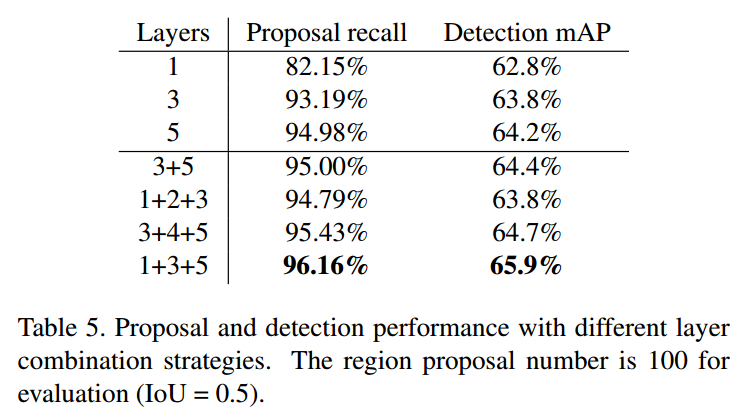 Layers Proposal recall Detection mAP
1 82.15% 62.8%
3 93.19% 63.8%
5 94.98% 64.2%
3+5 95.00% 64.4%
1+2+3 94.79% 63.8%
3+4+5 95.43% 64.7%
1+3+5 96.16% 65.9%
Table 5. Proposal and detection performance with different layer
combination strategies. The region proposal number is 100 for
evaluation (IoU = 0.5).